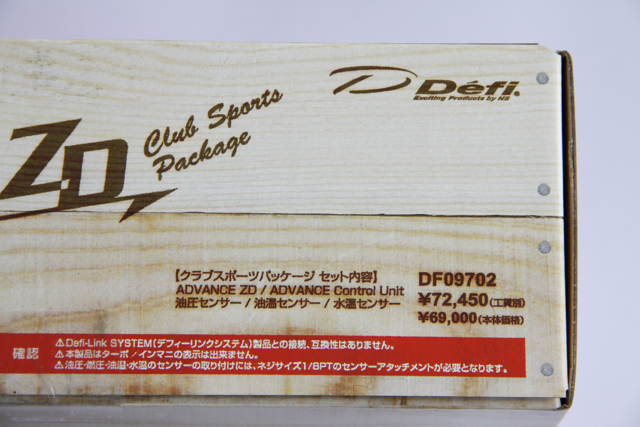 Défi.
Exciting Products by NS
ZD
Club Sports
Package
【クラブスポーツパッケージ セット内容】
ADVANCE ZD / ADVANCE Control Unit
油圧センサー / 油温センサー / 水温センサー
DF09702
¥72,450(工賃別)
¥69,000(本体価格)
確認
⚠Defi-Link SYSTEM(デフィーリンクシステム)製品との接続、互換性はありません。
⚠本製品はターボ/インマニの表示は出来ません。
⚠油圧・燃圧・油温・水温のセンサーの取り付けには、ネジサイズ1/8PTのセンサーアタッチメントが必要となります。